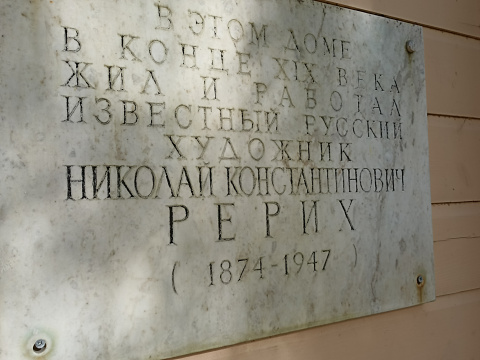 В ЭТОМ ДОМЕ
В КОНЦЕ XIX ВЕКА
ЖИЛ И РАБОТАЛ
ИЗВЕСТНЫЙ РУССКИЙ
ХУДОЖНИК
НИКОЛАЙ КОНСТАНТИНОВИЧ
РЕРИХ
( 1874-1947 )